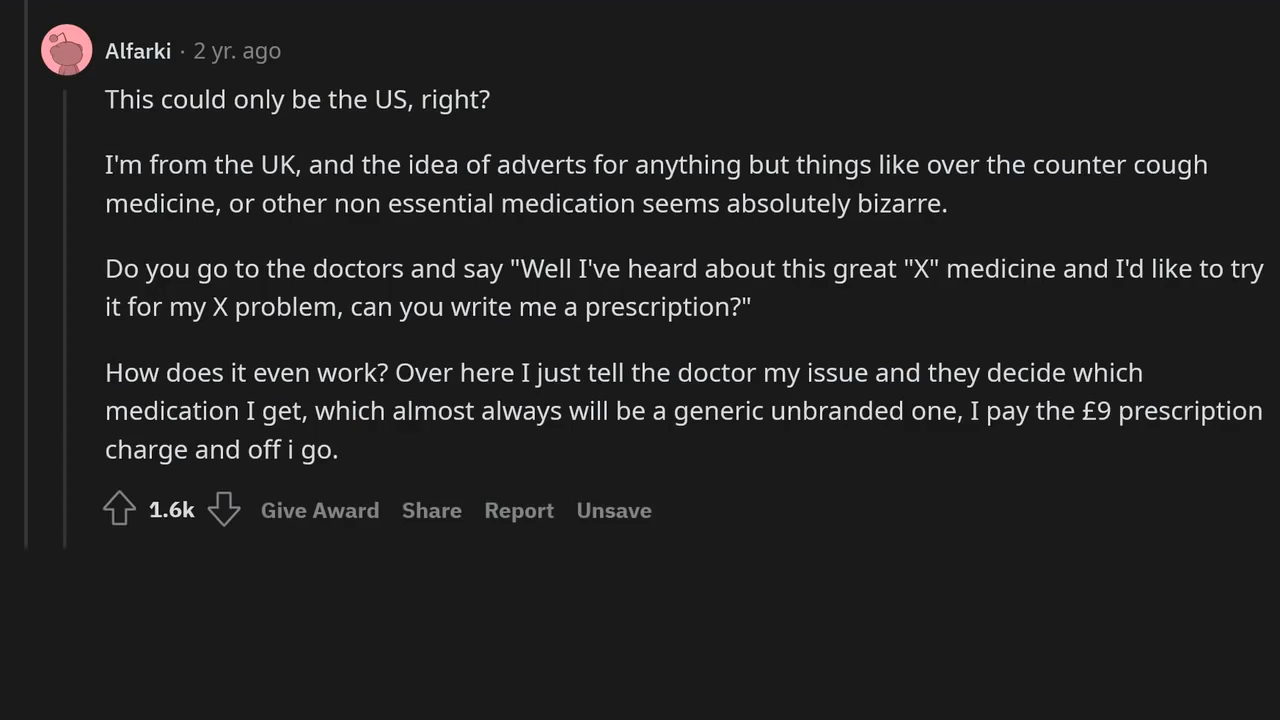 Alfarki · 2 yr. ago
This could only be the US, right?
I'm from the UK, and the idea of adverts for anything but things like over the counter cough
medicine, or other non essential medication seems absolutely bizarre.
Do you go to the doctors and say "Well I've heard about this great "X" medicine and I'd like to try
it for my X problem, can you write me a prescription?"
How does it even work? Over here I just tell the doctor my issue and they decide which
medication I get, which almost always will be a generic unbranded one, I pay the £9 prescription
charge and off i go.
1.6k Give Award Share Report Unsave